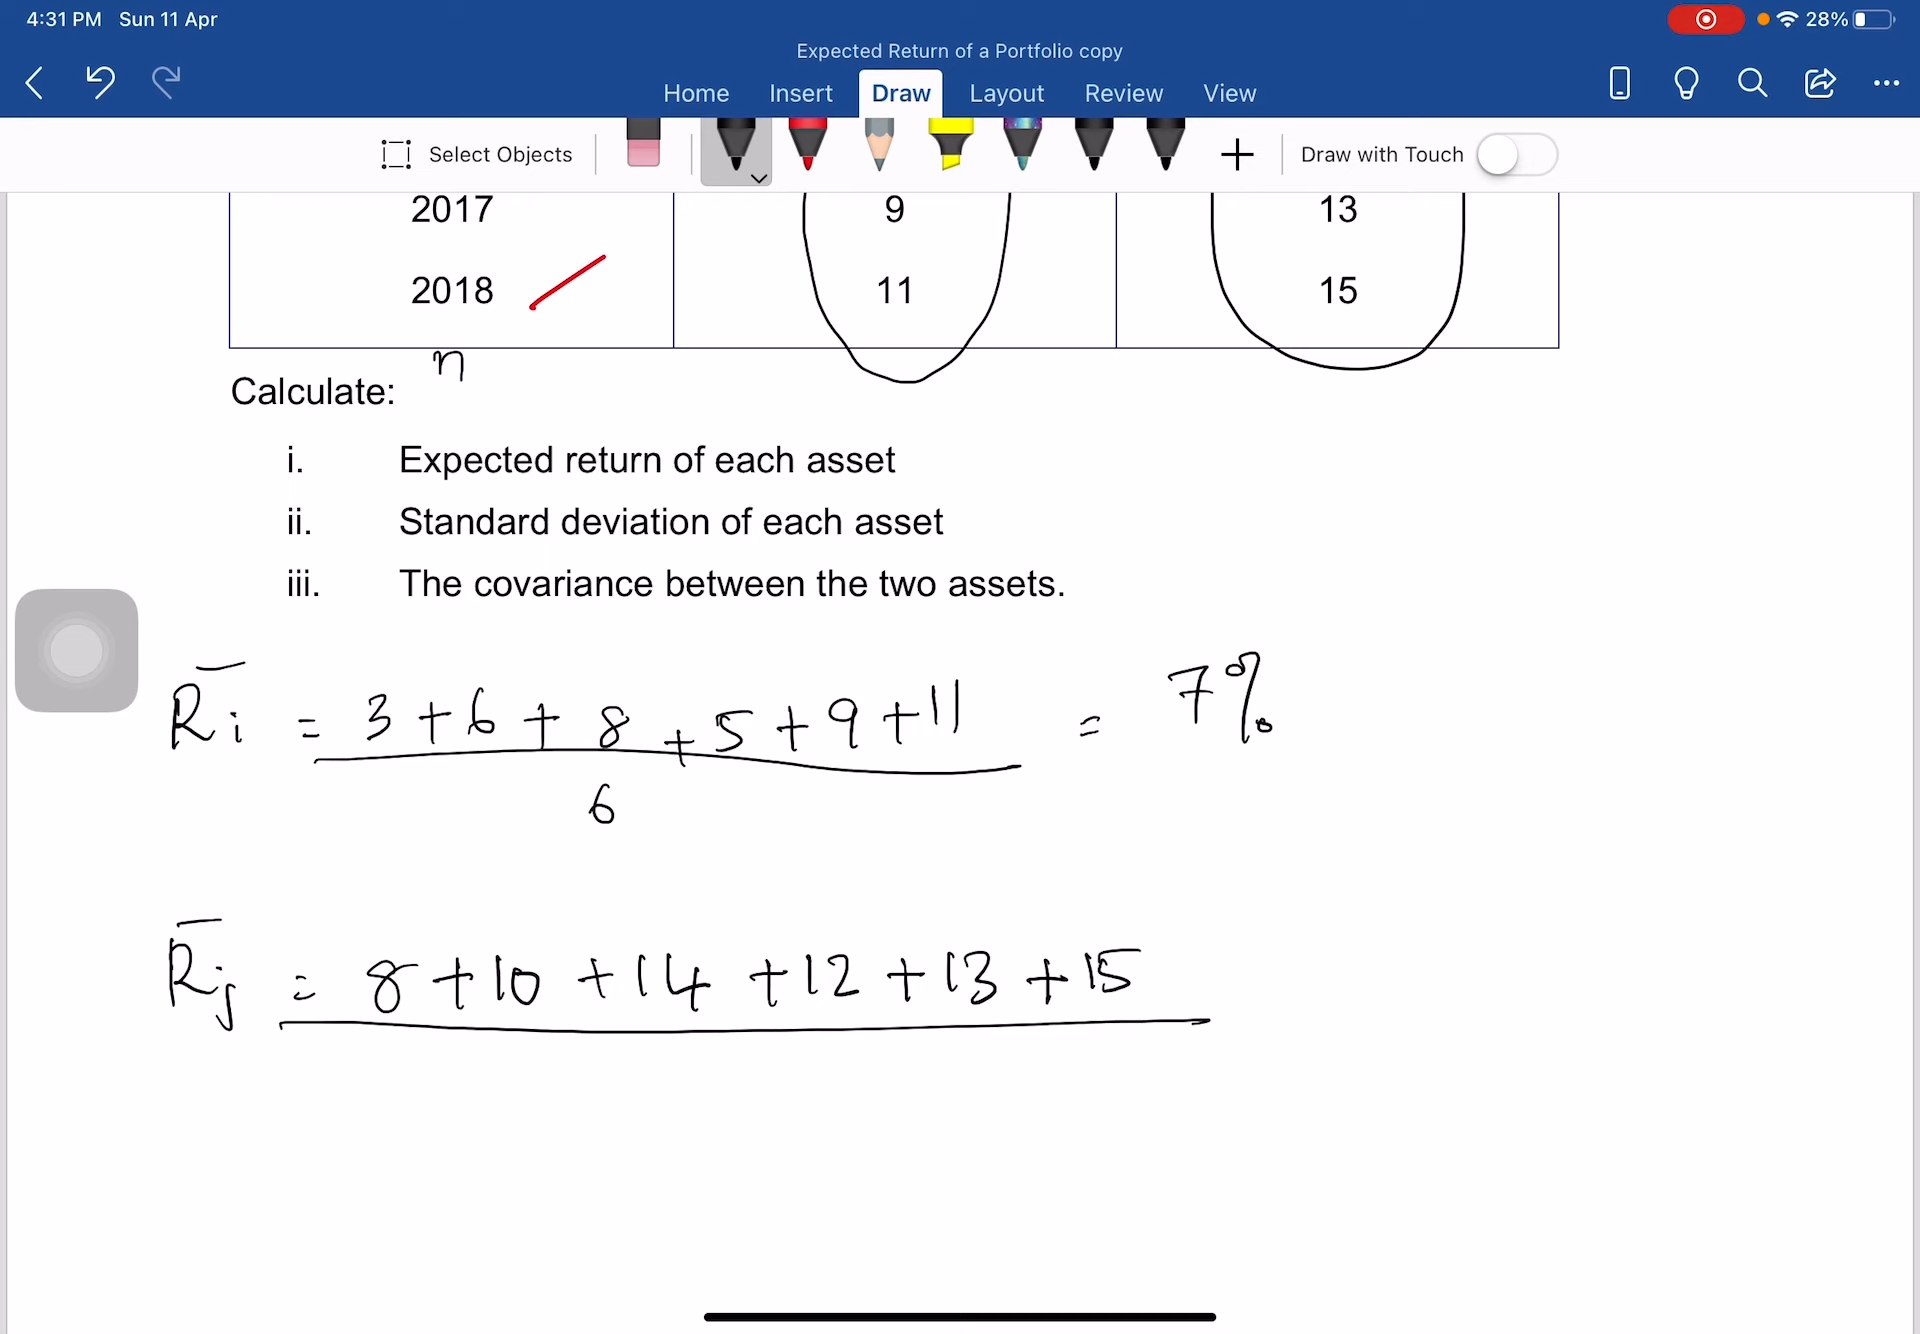 4:31 PM Sun 11 Apr
28%
Expected Return of a Portfolio copy
Home Insert Draw Layout Review View
Select Objects
Draw with Touch
2017 9 13
2018 11 15
n
Calculate:
i. Expected return of each asset
ii. Standard deviation of each asset
iii. The covariance between the two assets.
R̄i = 3 + 6 + 8 + 5 + 9 + 11 = 7%
6
R̄j = 8 + 10 + 14 + 12 + 13 + 15